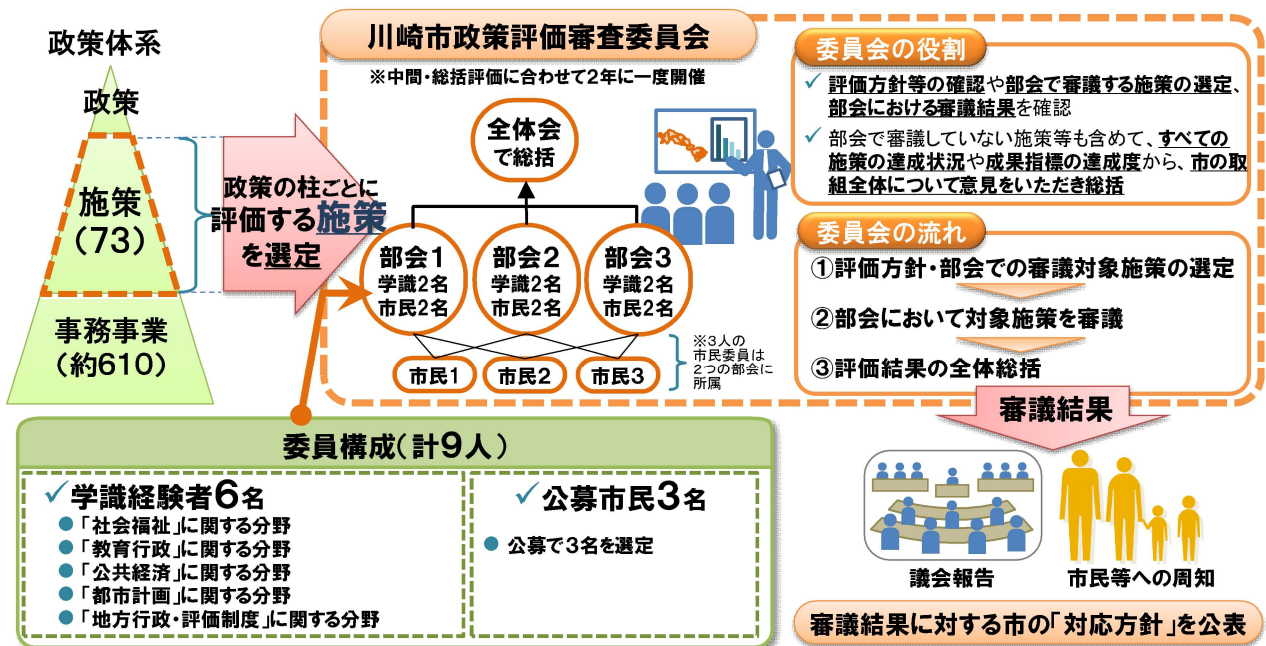 政策体系
政策
施策
(73)
事務事業
(約610)
政策の柱ごとに
評価する施策
を選定
川崎市政策評価審査委員会
※中間・総括評価に合わせて2年に一度開催
全体会
で総括
部会1
学識2名
市民2名
部会2
学識2名
市民2名
部会3
学識2名
市民2名
市民1
市民2
市民3
※3人の
市民委員は
2つの部会に
所属
委員会の役割
✓ 評価方針等の確認や部会で審議する施策の選定、
部会における審議結果を確認
✓ 部会で審議していない施策等も含めて、すべての
施策の達成状況や成果指標の達成度から、市の取
組全体について意見をいただき総括
委員会の流れ
①評価方針・部会での審議対象施策の選定
②部会において対象施策を審議
③評価結果の全体総括
審議結果
議会報告
市民等への周知
審議結果に対する市の「対応方針」を公表
委員構成(計9人)
✓学識経験者6名
●「社会福祉」に関する分野
●「教育行政」に関する分野
●「公共経済」に関する分野
●「都市計画」に関する分野
●「地方行政・評価制度」に関する分野
✓公募市民3名
● 公募で3名を選定